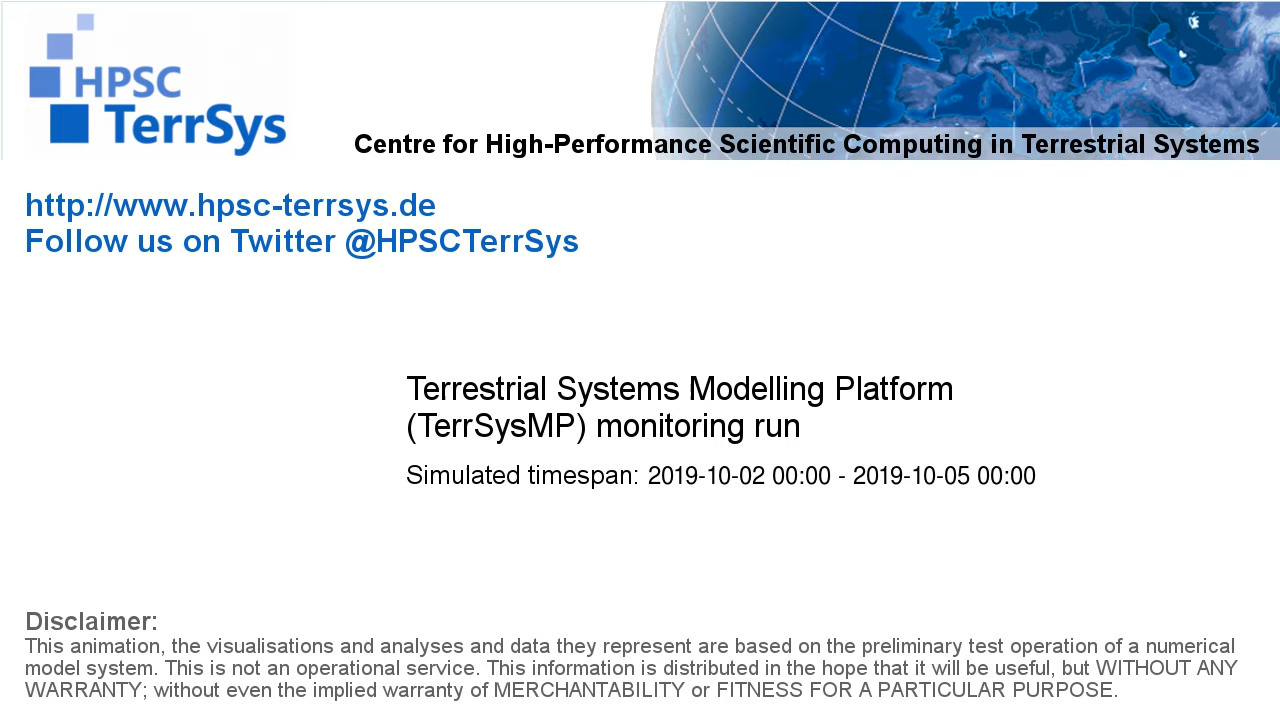 HPSC
TerrSys
Centre for High-Performance Scientific Computing in Terrestrial Systems
http://www.hpsc-terrsys.de
Follow us on Twitter @HPSCTerrSys
Terrestrial Systems Modelling Platform
(TerrSysMP) monitoring run
Simulated timespan: 2019-10-02 00:00 - 2019-10-05 00:00
Disclaimer:
This animation, the visualisations and analyses and data they represent are based on the preliminary test operation of a numerical
model system. This is not an operational service. This information is distributed in the hope that it will be useful, but WITHOUT ANY
WARRANTY; without even the implied warranty of MERCHANTABILITY or FITNESS FOR A PARTICULAR PURPOSE.